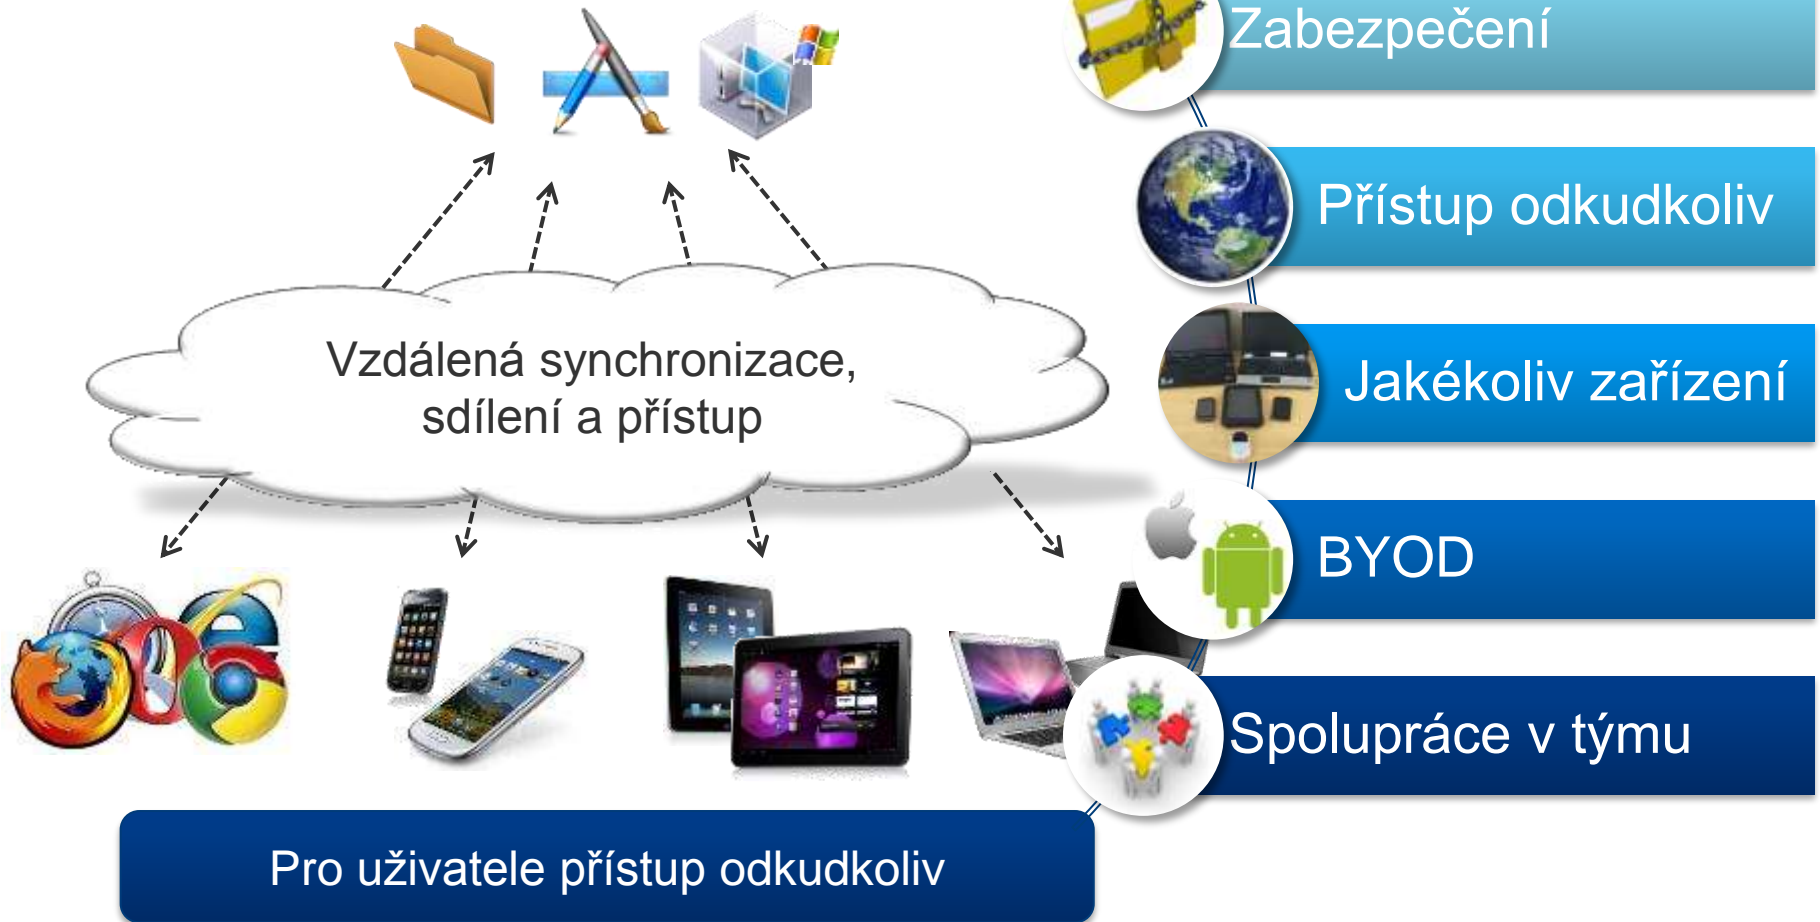 Zabezpečení
Přístup odkudkoliv
Vzdálená synchronizace,
sdílení a přístup
Jakékoliv zařízení
BYOD
Spolupráce v týmu
Pro uživatele přístup odkudkoliv